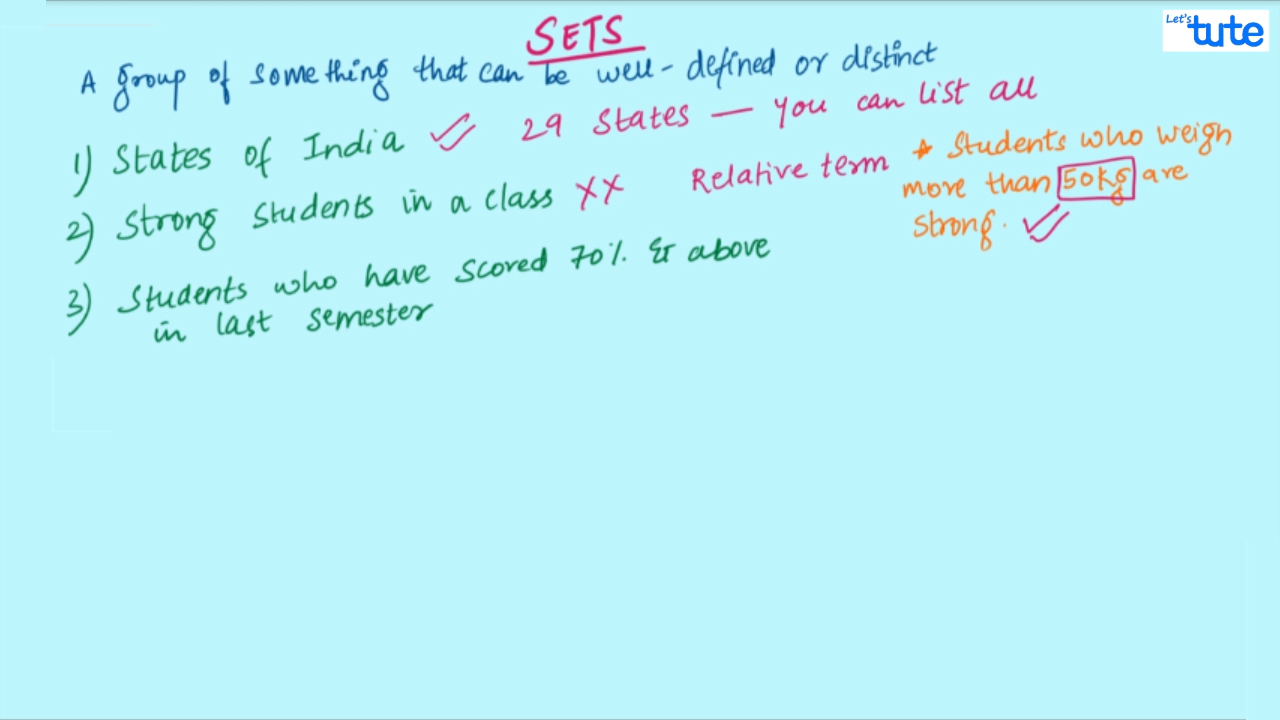 Let's tute
SETS
A group of something that can be well-defined or distinct
1) States of India ✓ 29 States — you can list all
2) Strong students in a class XX Relative term
* Students who weigh
more than 50Kg are
strong. ✓
3) Students who have scored 70% & above
in last semester